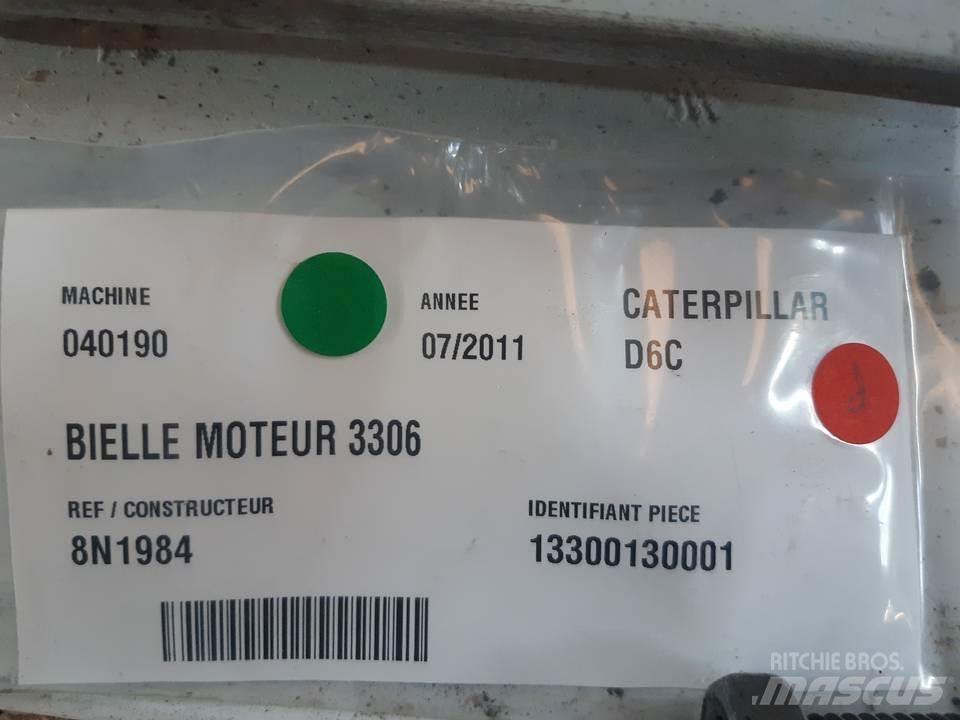 MACHINE
040190
ANNEE
07/2011
CATERPILLAR
D6C
BIELLE MOTEUR 3306
REF / CONSTRUCTEUR
8N1984
IDENTIFIANT PIECE
13300130001
RITCHIE BROS.
MASCUS